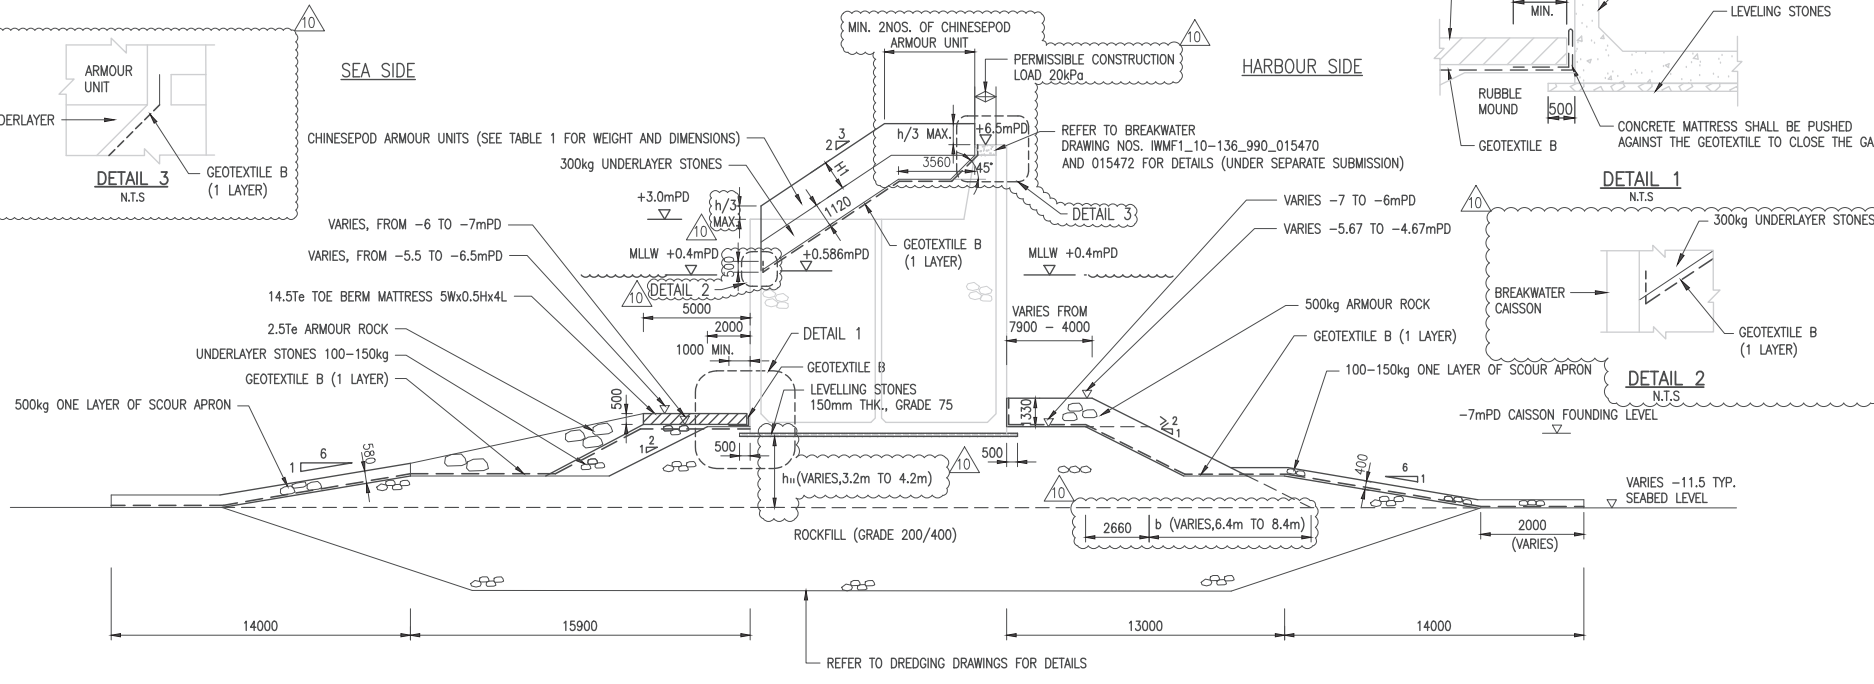 10
SEA SIDE
ARMOUR
UNIT
DERLAYER
GEOTEXTILE B
(1 LAYER)
DETAIL 3
N.T.S
MIN. 2NOS. OF CHINESEPOD
ARMOUR UNIT
10
PERMISSIBLE CONSTRUCTION
LOAD 20kPa
HARBOUR SIDE
MIN.
LEVELING STONES
RUBBLE
MOUND
500
GEOTEXTILE B
CONCRETE MATTRESS SHALL BE PUSHED
AGAINST THE GEOTEXTILE TO CLOSE THE GA
DETAIL 1
N.T.S
CHINESEPOD ARMOUR UNITS (SEE TABLE 1 FOR WEIGHT AND DIMENSIONS)
300kg UNDERLAYER STONES
3
2
H1
h/3 MAX.
+6.5mPD
3560
45°
1120
REFER TO BREAKWATER
DRAWING NOS. IWMF1_10-136_990_015470
AND 015472 FOR DETAILS (UNDER SEPARATE SUBMISSION)
DETAIL 3
+3.0mPD
h/3
MAX.
10
VARIES, FROM -6 TO -7mPD
VARIES, FROM -5.5 TO -6.5mPD
MLLW +0.4mPD
500
+0.586mPD
GEOTEXTILE B
(1 LAYER)
MLLW +0.4mPD
VARIES -7 TO -6mPD
VARIES -5.67 TO -4.67mPD
10
300kg UNDERLAYER STONES
BREAKWATER
CAISSON
GEOTEXTILE B
(1 LAYER)
DETAIL 2
N.T.S
10
DETAIL 2
14.5Te TOE BERM MATTRESS 5Wx0.5Hx4L
5000
2.5Te ARMOUR ROCK
2000
DETAIL 1
UNDERLAYER STONES 100-150kg
1000 MIN.
GEOTEXTILE B (1 LAYER)
GEOTEXTILE B
LEVELLING STONES
150mm THK., GRADE 75
500kg ONE LAYER OF SCOUR APRON
VARIES FROM
7900 - 4000
500kg ARMOUR ROCK
GEOTEXTILE B (1 LAYER)
100-150kg ONE LAYER OF SCOUR APRON
-7mPD CAISSON FOUNDING LEVEL
500
1330
2
1
≥ 2
1
6
1
580
500
500
10
hıı(VARIES,3.2m TO 4.2m)
10
400
6
1
VARIES -11.5 TYP.
SEABED LEVEL
ROCKFILL (GRADE 200/400)
2660
b (VARIES,6.4m TO 8.4m)
2000
(VARIES)
14000
15900
13000
14000
REFER TO DREDGING DRAWINGS FOR DETAILS